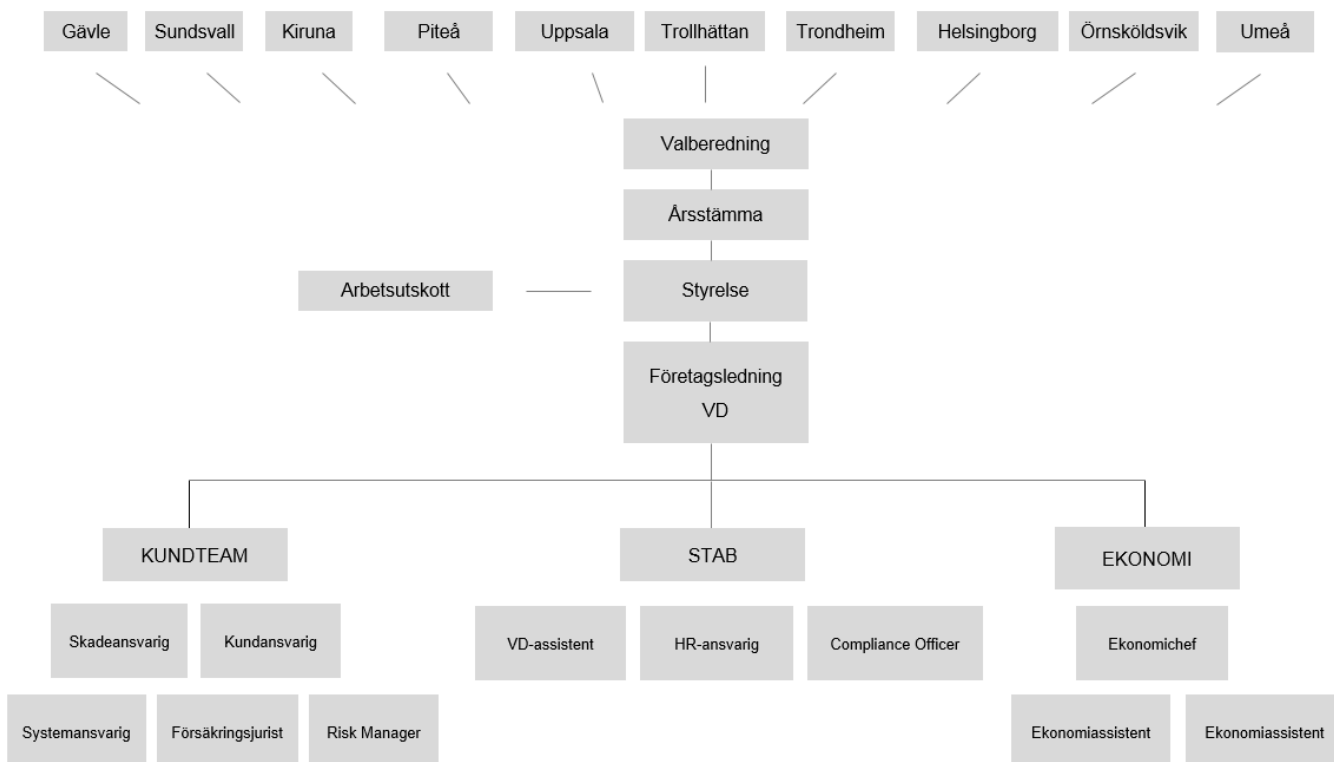 Gävle
Sundsvall
Kiruna
Piteå
Uppsala
Trollhättan
Trondheim
Helsingborg
Örnsköldsvik
Umeå
Valberedning
Årsstämma
Arbetsutskott
Styrelse
Företagsledning
VD
KUNDTEAM
STAB
EKONOMI
Skadeansvarig
Kundansvarig
VD-assistent
HR-ansvarig
Compliance Officer
Ekonomichef
Systemansvarig
Försäkringsjurist
Risk Manager
Ekonomiassistent
Ekonomiassistent